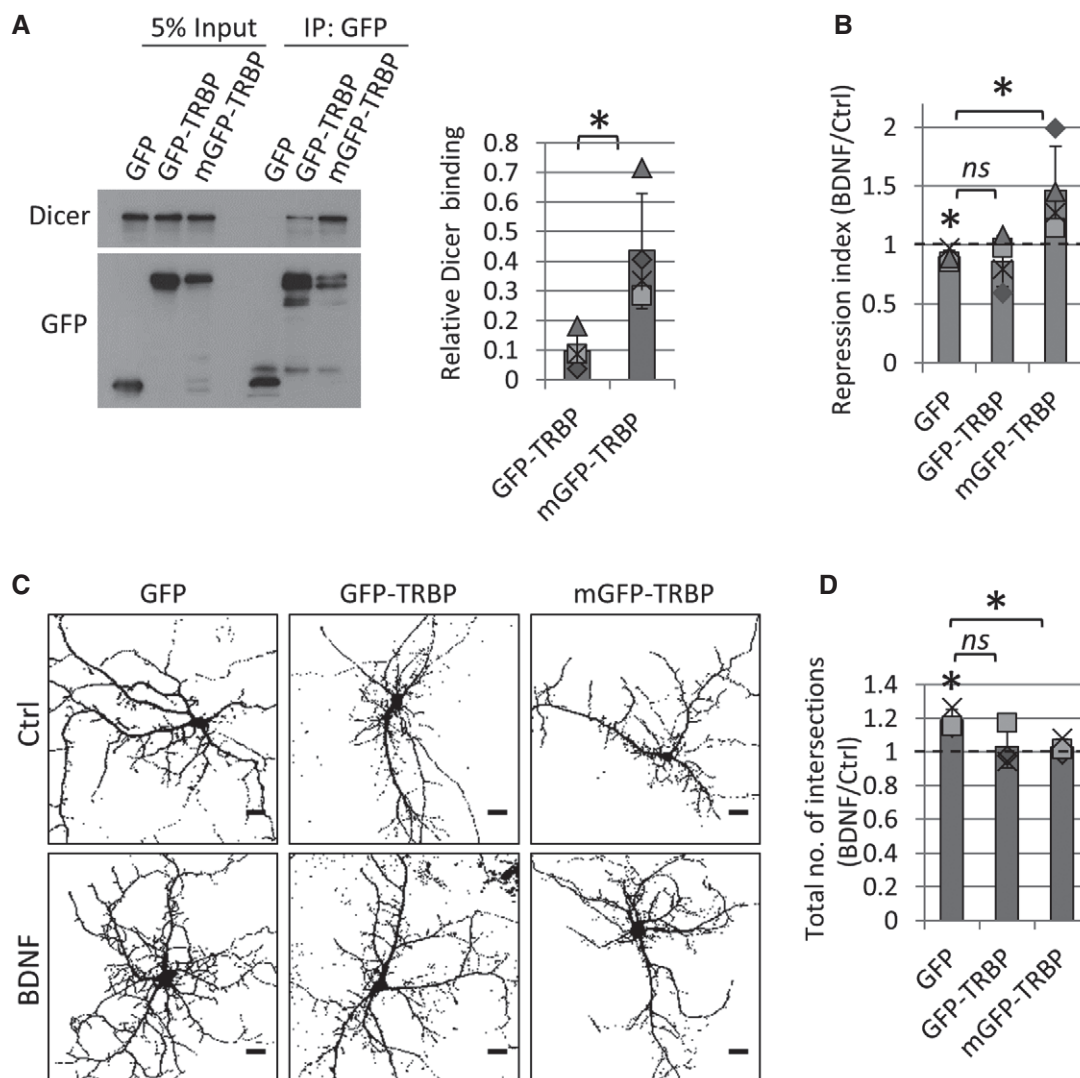 A
5% Input
IP: GFP
GFP
GFP-TRBP
mGFP-TRBP
GFP
GFP-TRBP
mGFP-TRBP
Dicer
GFP
Relative Dicer binding
0.8
0.7
0.6
0.5
0.4
0.3
0.2
0.1
0
*
GFP-TRBP
mGFP-TRBP
B
Repression index (BDNF/Ctrl)
2
1.5
1
0.5
0
*
ns
*
GFP
GFP-TRBP
mGFP-TRBP
C
GFP
GFP-TRBP
mGFP-TRBP
Ctrl
BDNF
D
Total no. of intersections
(BDNF/Ctrl)
1.4
1.2
1
0.8
0.6
0.4
0.2
0
*
ns
*
GFP
GFP-TRBP
mGFP-TRBP